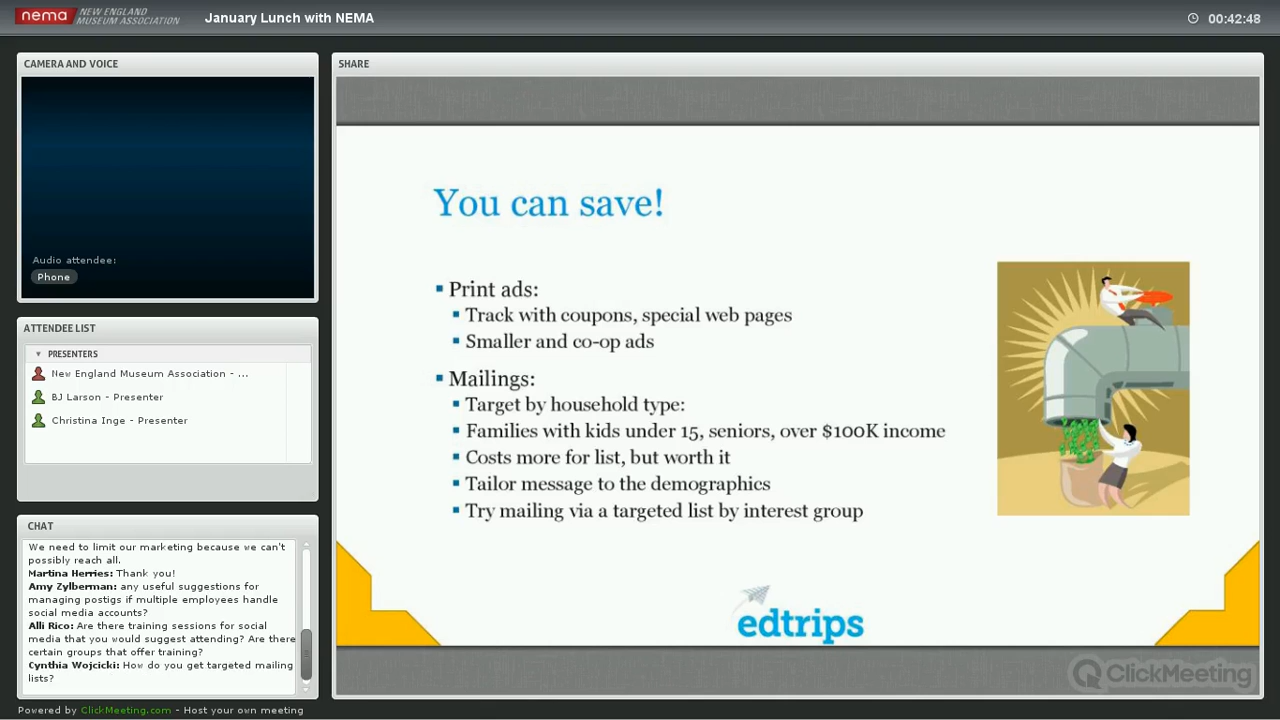 nema NEW ENGLAND
MUSEUM ASSOCIATION
January Lunch with NEMA
00:42:48
CAMERA AND VOICE
Audio attendee:
Phone
ATTENDEE LIST
PRESENTERS
New England Museum Association - ...
BJ Larson - Presenter
Christina Inge - Presenter
CHAT
We need to limit our marketing because we can't
possibly reach all.
Martina Herries: Thank you!
Amy Zylberman: any useful suggestions for
managing postigs if multiple employees handle
social media accounts?
Alli Rico: Are there training sessions for social
media that you would suggest attending? Are there
certain groups that offer training?
Cynthia Wojcicki: How do you get targeted mailing
lists?
SHARE
You can save!
Print ads:
Track with coupons, special web pages
Smaller and co-op ads
Mailings:
Target by household type:
Families with kids under 15, seniors, over $100K income
Costs more for list, but worth it
Tailor message to the demographics
Try mailing via a targeted list by interest group
edtrips
ClickMeeting
Powered by ClickMeeting.com - Host your own meeting